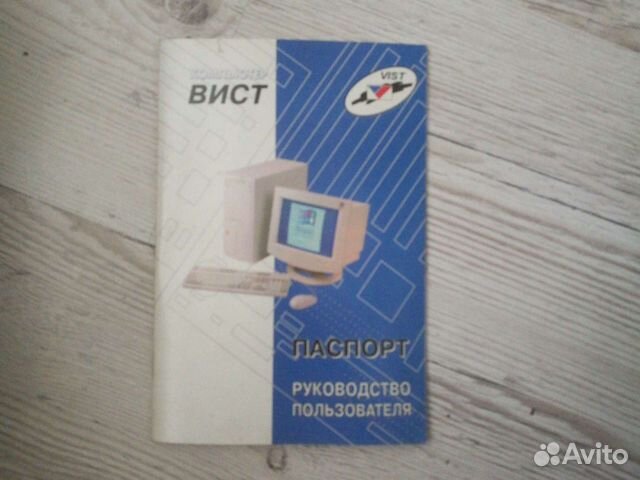 КОМПЬЮТЕР
ВИСТ
VIST
ПАСПОРТ
РУКОВОДСТВО
ПОЛЬЗОВАТЕЛЯ
Avito